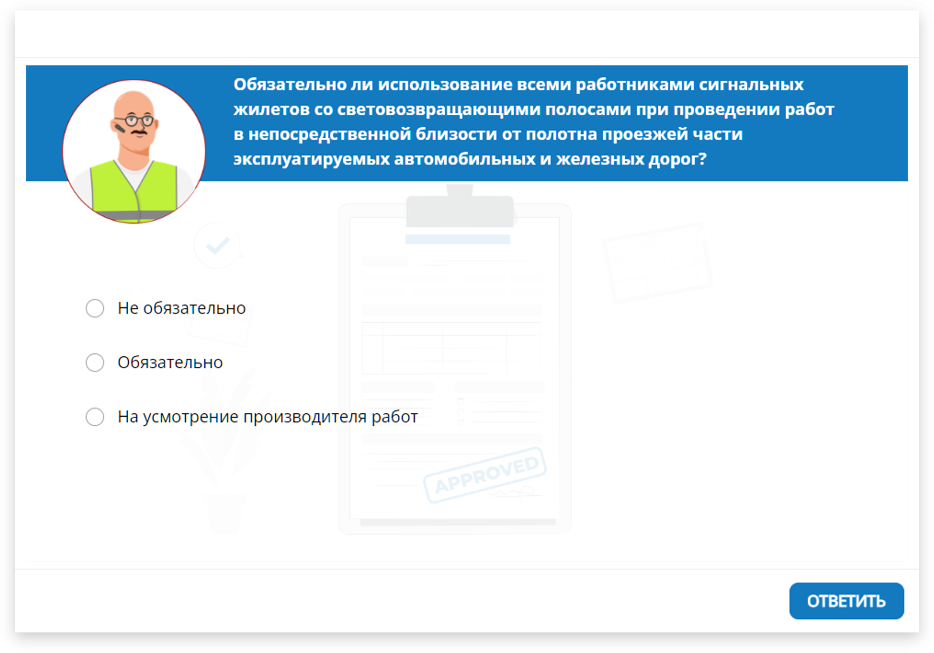 Обязательно ли использование всеми работниками сигнальных
жилетов со световозвращающими полосами при проведении работ
в непосредственной близости от полотна проезжей части
эксплуатируемых автомобильных и железных дорог?
Не обязательно
Обязательно
На усмотрение производителя работ
APPROVED
ОТВЕТИТЬ